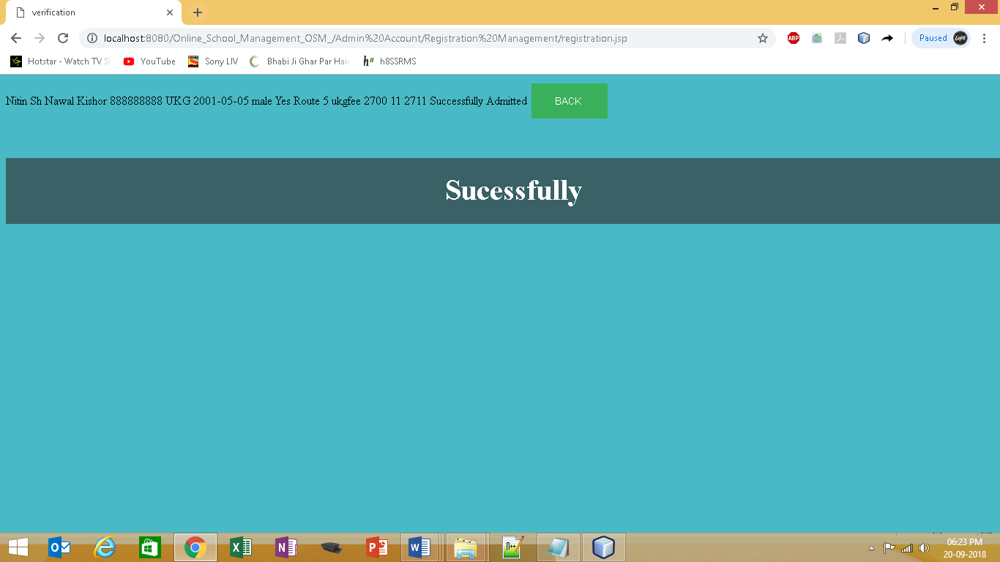 verification
localhost:8080/Online_School_Management_OSM_/Admin%20Account/Registration%20Management/registration.jsp
ABP
Paused
Hotstar - Watch TV
YouTube
Sony LIV
Bhabi Ji Ghar Par Hain
h8 h8SSRMS
Nitin Sh Nawal Kishor 888888888 UKG 2001-05-05 male Yes Route 5 ukgfee 2700 11 2711 Successfully Admitted BACK
Sucessfully
06:23 PM
20-09-2018